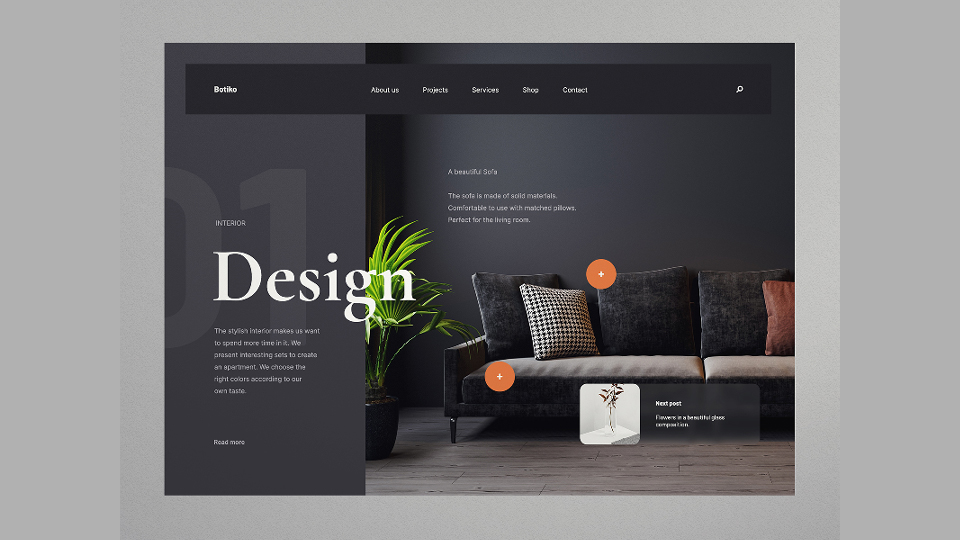 Botiko
About us
Projects
Services
Shop
Contact
01
INTERIOR
Design
The stylish interior makes us want
to spend more time in it. We
present interesting sets to create
an apartment. We choose the
right colors according to our
own taste.
Read more
A beautiful Sofa
The sofa is made of solid materials.
Comfortable to use with matched pillows.
Perfect for the living room.
+
+
Next post
Flowers in a beautiful glass
composition.